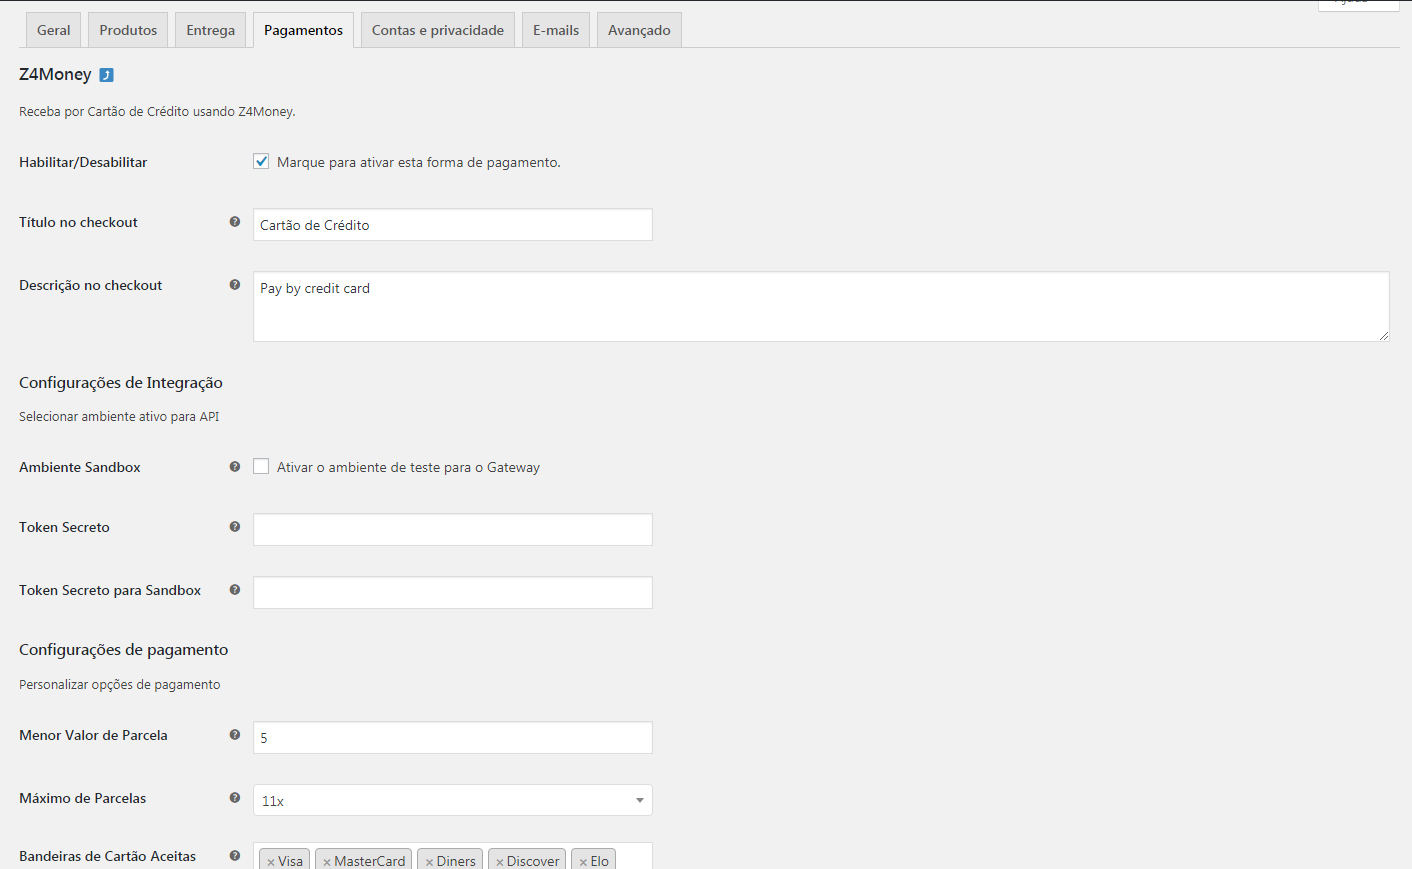 Geral Produtos Entrega Pagamentos Contas e privacidade E-mails Avançado
Z4Money
Receba por Cartão de Crédito usando Z4Money.
Habilitar/Desabilitar Marque para ativar esta forma de pagamento.
Título no checkout Cartão de Crédito
Descrição no checkout Pay by credit card
Configurações de Integração
Selecionar ambiente ativo para API
Ambiente Sandbox Ativar o ambiente de teste para o Gateway
Token Secreto
Token Secreto para Sandbox
Configurações de pagamento
Personalizar opções de pagamento
Menor Valor de Parcela 5
Máximo de Parcelas 11x
Bandeiras de Cartão Aceitas × Visa × MasterCard × Diners × Discover × Elo